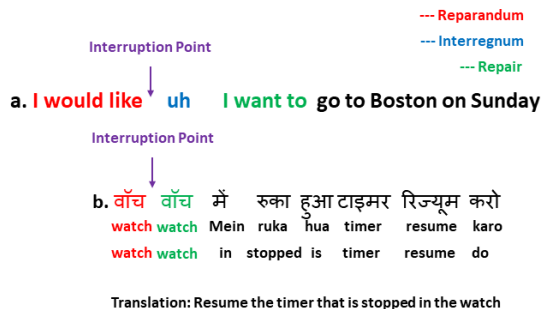 --- Reparandum
--- Interregnum
--- Repair
Interruption Point
a. I would like uh I want to go to Boston on Sunday
Interruption Point
b. वॉच वॉच में रुका हुआ टाइमर रिज्यूम करो
watch watch Mein ruka hua timer resume karo
watch watch in stopped is timer resume do
Translation: Resume the timer that is stopped in the watch